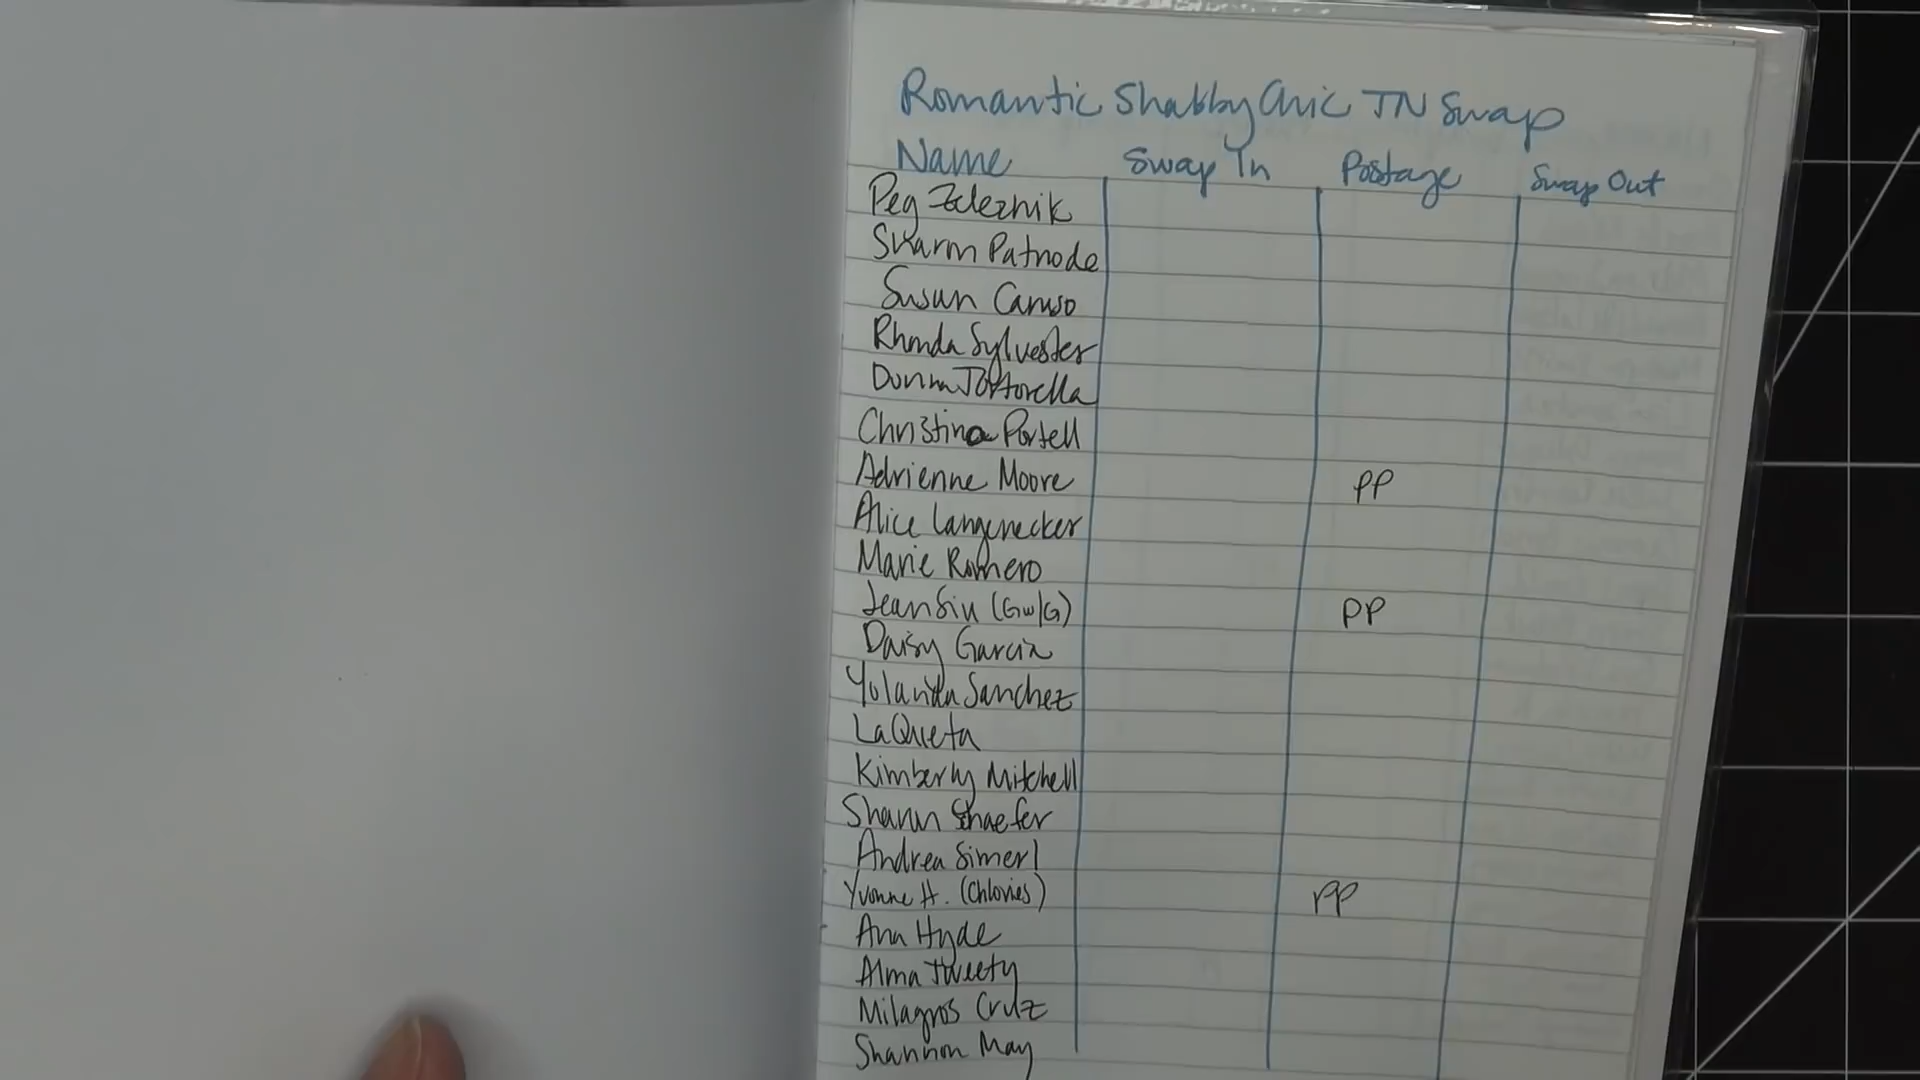 Romantic Shabby Chic TN Swap
Name Swap In Postage Swap Out
Peg Zeleznik
Sharon Patnode
Susan Caruso
Rhonda Sylvester
Donna Tortorella
Christina Portell
Adrienne Moore PP
Alice Langenecker
Marie Romero
Jean Siu (Gw/G) PP
Daisy Garcia
Yolanda Sanchez
LaQueta
Kimberly Mitchell
Sharon Shaefer
Andrea Simerl
Yvonne H. (Chlories) PP
Ana Hyde
Alma Tweety
Milagros Cruz
Shannon May